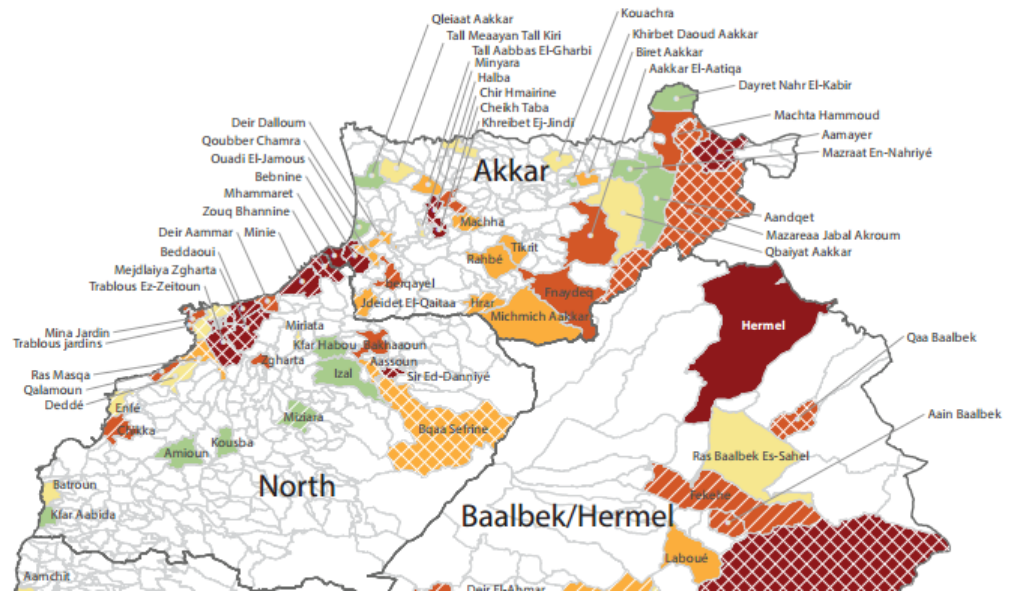 Qleiaat Aakkar
Tall Meaayan Tall Kiri
Tall Aabbas El-Gharbi
Minyara
Halba
Chir Hmairine
Cheikh Taba
Khreibet Ej-Jindi
Kouachra
Khirbet Daoud Aakkar
Biret Aakkar
Aakkar El-Aatiqa
Dayret Nahr El-Kabir
Machta Hammoud
Aamayer
Mazraat En-Nahriyé
Deir Dalloum
Qoubber Chamra
Ouadi El-Jamous
Bebnine
Mhammaret
Zouq Bhannine
Deir Aammar
Minie
Beddaoui
Mejdlaiya Zgharta
Trablous Ez-Zeitoun
Akkar
Machha
Tikrit
Rahbé
Aandqet
Mazareaa Jabal Akroum
Qbaiyat Aakkar
Berqayel
Jdeidet El-Qaitaa
Hrar
Fnaydeq
Michmich Aakkar
Hermel
Mina Jardin
Trablous jardins
Miriata
Kfar Habou
Bakhaaoun
Qaa Baalbek
Ras Masqa
Zgharta
Aassoun
Izal
Sir Ed-Danniyé
Qalamoun
Deddé
Enfé
Miziara
Aain Baalbek
Chikka
Bqaa Sefrine
Kousba
Amioun
Ras Baalbek Es-Sahel
Batroun
North
Fekehe
Kfar Aabida
Baalbek/Hermel
Laboué
Aamchit
Deir El-Ahmar